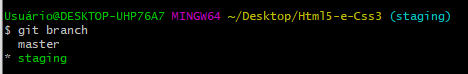 Usuário@DESKTOP-UHP76A7 MINGW64 ~/Desktop/Html5-e-Css3 (staging)
$ git branch
  master
* staging